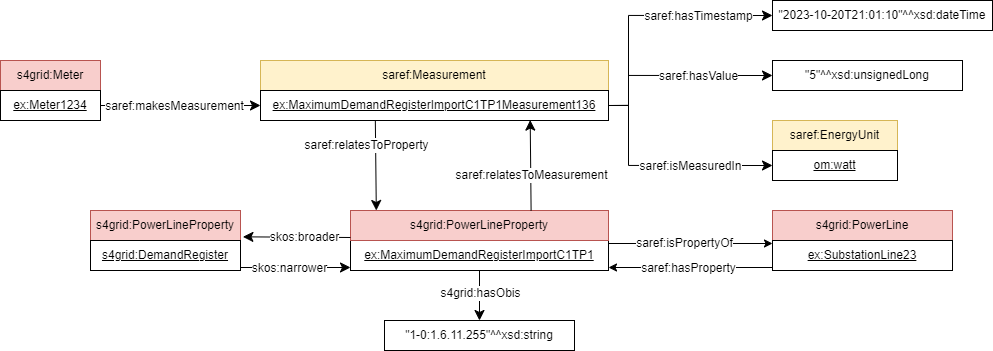 saref:hasTimestamp
"2023-10-20T21:01:10"^^xsd:dateTime
s4grid:Meter
ex:Meter1234
saref:makesMeasurement
saref:Measurement
ex:MaximumDemandRegisterImportC1TP1Measurement136
saref:hasValue
"5"^^xsd:unsignedLong
saref:EnergyUnit
om:watt
saref:isMeasuredIn
saref:relatesToProperty
saref:relatesToMeasurement
s4grid:PowerLineProperty
s4grid:DemandRegister
skos:broader
skos:narrower
s4grid:PowerLineProperty
ex:MaximumDemandRegisterImportC1TP1
saref:isPropertyOf
saref:hasProperty
s4grid:PowerLine
ex:SubstationLine23
s4grid:hasObis
"1-0:1.6.11.255"^^xsd:string